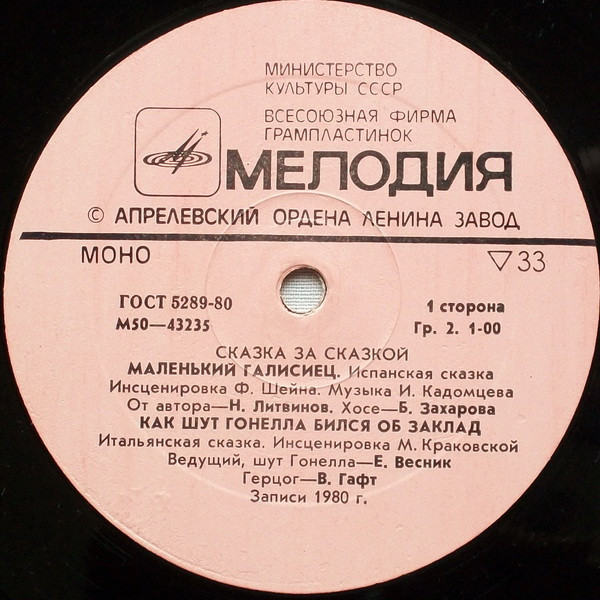 МИНИСТЕРСТВО
КУЛЬТУРЫ СССР
ВСЕСОЮЗНАЯ ФИРМА
ГРАМПЛАСТИНОК
МЕЛОДИЯ
© АПРЕЛЕВСКИЙ ОРДЕНА ЛЕНИНА ЗАВОД
МОНО ▽33
ГОСТ 5289-80 1 сторона
М50—43235 Гр. 2. 1-00
СКАЗКА ЗА СКАЗКОЙ
МАЛЕНЬКИЙ ГАЛИСИЕЦ. Испанская сказка
Инсценировка Ф. Шейна. Музыка И. Кадомцева
От автора—Н. Литвинов. Хосе—Б. Захарова
КАК ШУТ ГОНЕЛЛА БИЛСЯ ОБ ЗАКЛАД
Итальянская сказка. Инсценировка М. Краковской
Ведущий, шут Гонелла—Е. Весник
Герцог—В. Гафт
Записи 1980 г.